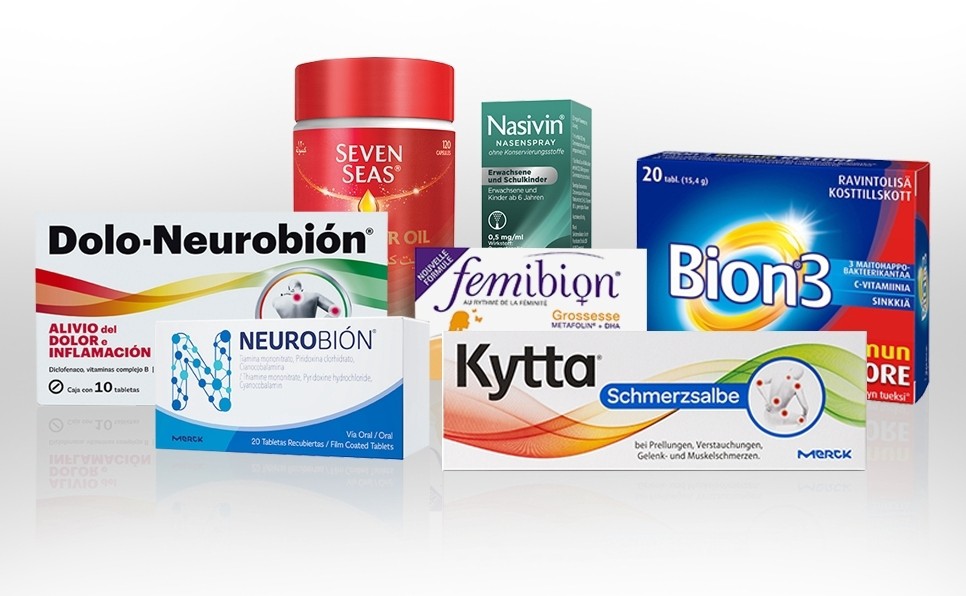 SEVEN
SEAS®
120
CAPSULES
OIL
Nasivin®
NASENSPRAY
ohne Konservierungsstoffe
Erwachsene
und Schulkinder
Erwachsene und
Kinder ab 6 Jahren
0,5 mg/ml
Wirkstoff:
20 tabl. (15,4 g)
RAVINTOLISÄ
KOSTTILLSKOTT
Bion®3
3 MAITOHAPPO-
BAKTEERIKANTAA
C-VITAMIINIA
SINKKIÄ
Dolo-Neurobión®
ALIVIO del
DOLOR e
INFLAMACIÓN
Diclofenaco, vitaminas complejo B
Caja con 10 tabletas
NOUVELLE
FORMULE
femibion®
AU RYTHME DE LA FÉMINITÉ
Grossesse
METAFOLIN® + DHA
N
NEUROBIÓN®
Tiamina mononitrato, Piridoxina clorhidrato,
Cianocobalamina
Thiamine mononitrate, Pyridoxine hydrochloride,
Cyanocobalamine
MERCK
Vía Oral / Oral
20 Tabletas Recubiertas / Film Coated Tablets
Kytta®
Schmerzsalbe
bei Prellungen, Verstauchungen,
Gelenk- und Muskelschmerzen.
MERCK